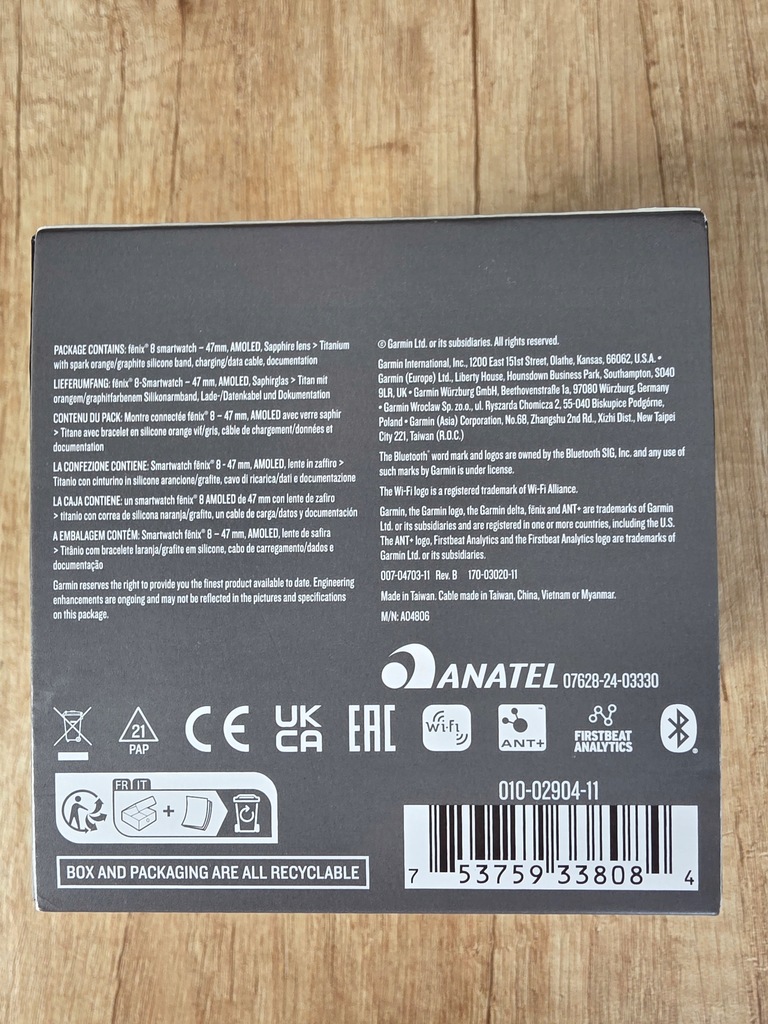 PACKAGE CONTAINS: fēnix® 8 smartwatch – 47mm, AMOLED, Sapphire lens > Titanium
with spark orange/graphite silicone band, charging/data cable, documentation
LIEFERUMFANG: fēnix® 8-Smartwatch – 47 mm, AMOLED, Saphirglas > Titan mit
orangem/graphitfarbenem Silikonarmband, Lade-/Datenkabel und Dokumentation
CONTENU DU PACK: Montre connectée fēnix® 8 – 47 mm, AMOLED avec verre saphir
> Titane avec bracelet en silicone orange vif/gris, câble de chargement/données et
documentation
LA CONFEZIONE CONTIENE: Smartwatch fēnix® 8 - 47 mm, AMOLED, lente in zaffiro >
Titanio con cinturino in silicone arancione/grafite, cavo di ricarica/dati e documentazione
LA CAJA CONTIENE: un smartwatch fēnix® 8 AMOLED de 47 mm con lente de zafiro
> titanio con correa de silicona naranja/grafito, un cable de carga/datos y documentación
A EMBALAGEM CONTÉM: Smartwatch fēnix® 8 – 47 mm, AMOLED, lente de safira
> Titânio com bracelete laranja/grafite em silicone, cabo de carregamento/dados e
documentação
Garmin reserves the right to provide you the finest product available to date. Engineering
enhancements are ongoing and may not be reflected in the pictures and specifications
on this package.
© Garmin Ltd. or its subsidiaries. All rights reserved.
Garmin International, Inc., 1200 East 151st Street, Olathe, Kansas, 66062, U.S.A. •
Garmin (Europe) Ltd., Liberty House, Hounsdown Business Park, Southampton, SO40
9LR, UK • Garmin Würzburg GmbH, Beethovenstraße 1a, 97080 Würzburg, Germany
• Garmin Wroclaw Sp. zo.o., ul. Ryszarda Chomicza 2, 55-040 Biskupice Podgórne,
Poland • Garmin (Asia) Corporation, No.68, Zhangshu 2nd Rd., Xizhi Dist., New Taipei
City 221, Taiwan (R.O.C.)
The Bluetooth® word mark and logos are owned by the Bluetooth SIG, Inc. and any use of
such marks by Garmin is under license.
The Wi-Fi logo is a registered trademark of Wi-Fi Alliance.
Garmin, the Garmin logo, the Garmin delta, fēnix and ANT+ are trademarks of Garmin
Ltd. or its subsidiaries and are registered in one or more countries, including the U.S.
The ANT+ logo, Firstbeat Analytics and the Firstbeat Analytics logo are trademarks of
Garmin Ltd. or its subsidiaries.
007-04703-11 Rev. B 170-03020-11
Made in Taiwan. Cable made in Taiwan, China, Vietnam or Myanmar.
M/N: A04806
ANATEL 07628-24-03330
21
PAP
CE
UK
CA
EAC
Wi-Fi
ANT+
FIRSTBEAT
ANALYTICS
®
FR IT
+
BOX AND PACKAGING ARE ALL RECYCLABLE
010-02904-11
7 53759 33808 4